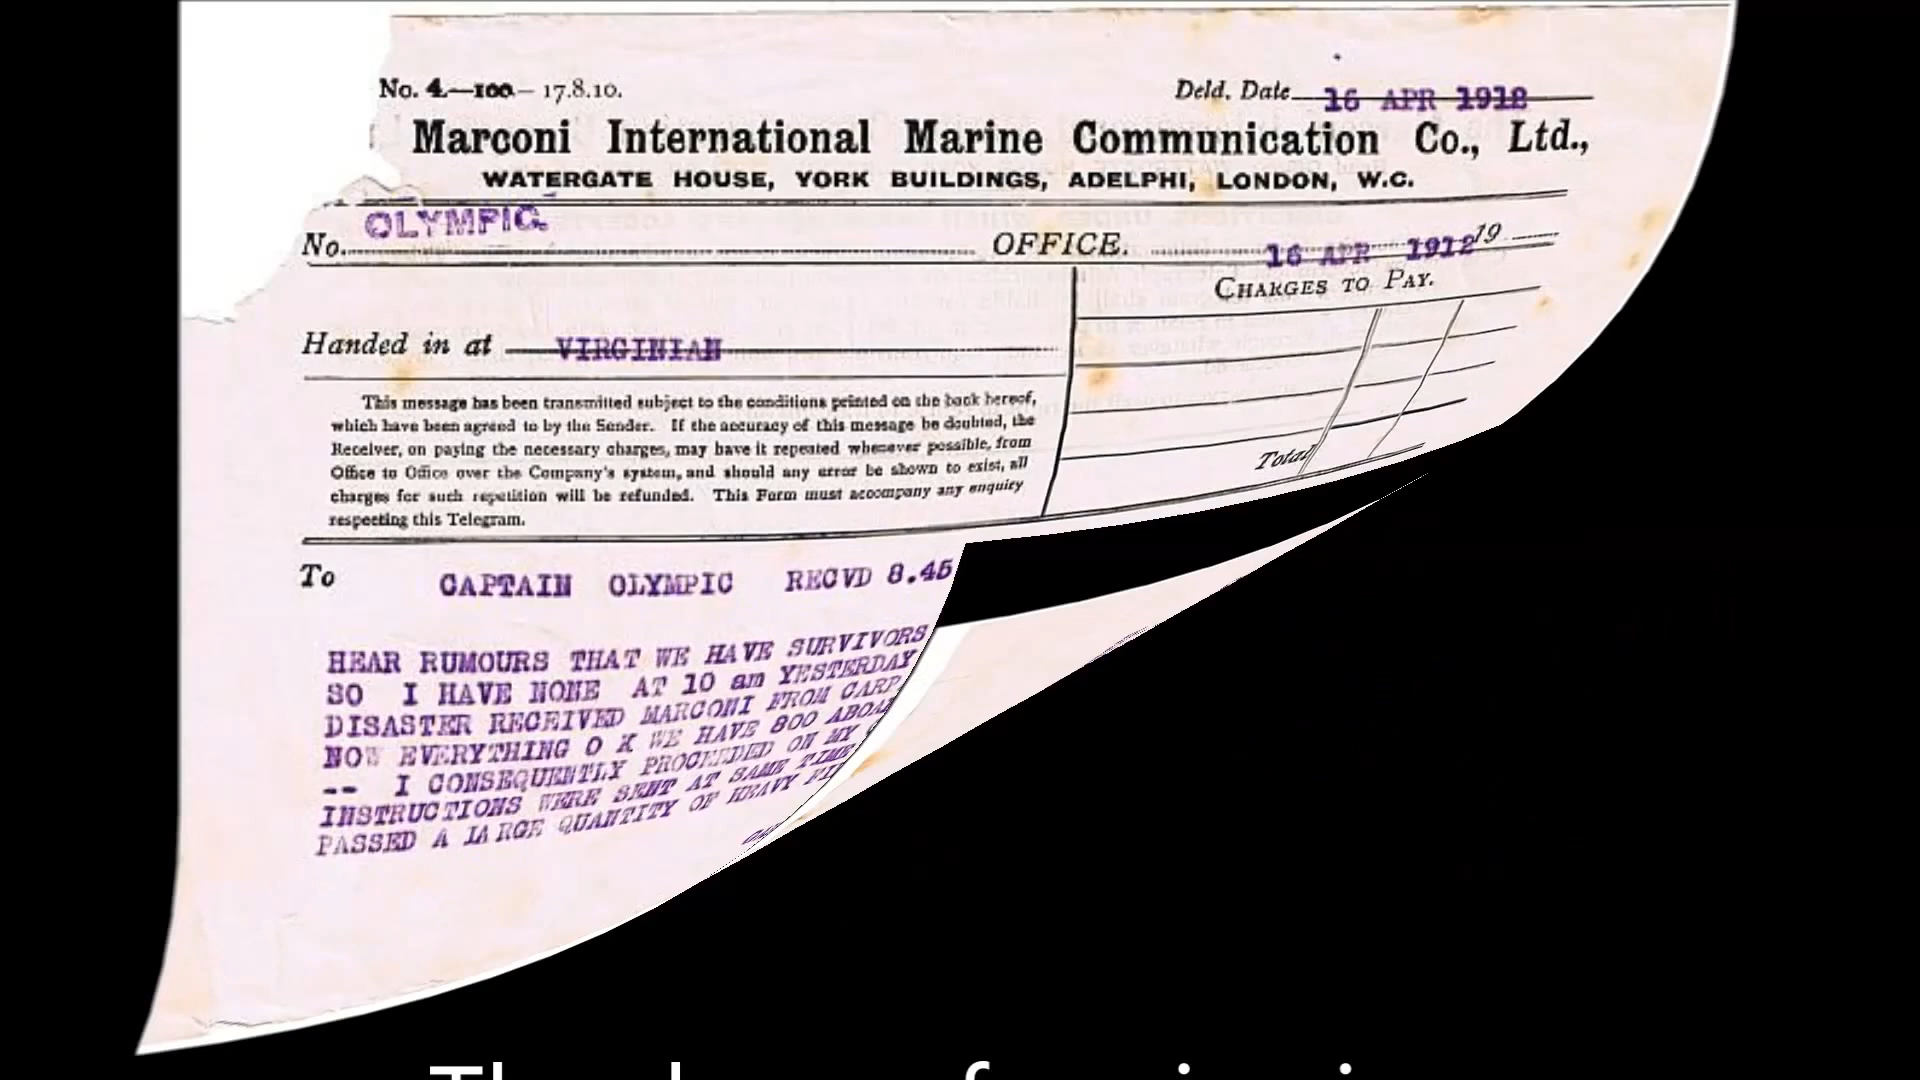 No. 4.—100.— 17.8.10.
Deld. Date 16 APR 1912
Marconi International Marine Communication Co., Ltd.,
WATERGATE HOUSE, YORK BUILDINGS, ADELPHI, LONDON, W.C.
OLYMPIC.
No. OFFICE. 16 APR 1912 19
CHARGES TO PAY.
Handed in at VIRGINIAN
This message has been transmitted subject to the conditions printed on the back hereof,
which have been agreed to by the Sender. If the accuracy of this message be doubted, the
Receiver, on paying the necessary charges, may have it repeated whenever possible, from
Office to Office over the Company's system, and should any error be shown to exist, all
charges for such repetition will be refunded. This Form must accompany any enquiry
respecting this Telegram.
Total
To CAPTAIN OLYMPIC RECVD 8.45
HEAR RUMOURS THAT WE HAVE SURVIVORS
SO I HAVE NONE AT 10 am YESTERDAY
DISASTER RECEIVED MARCONI FROM CARP
NOW EVERYTHING O K WE HAVE 800 ABOA
-- I CONSEQUENTLY PROCEEDED ON MY
INSTRUCTIONS WERE SENT AT SAME TIME
PASSED A LARGE QUANTITY OF HEAVY